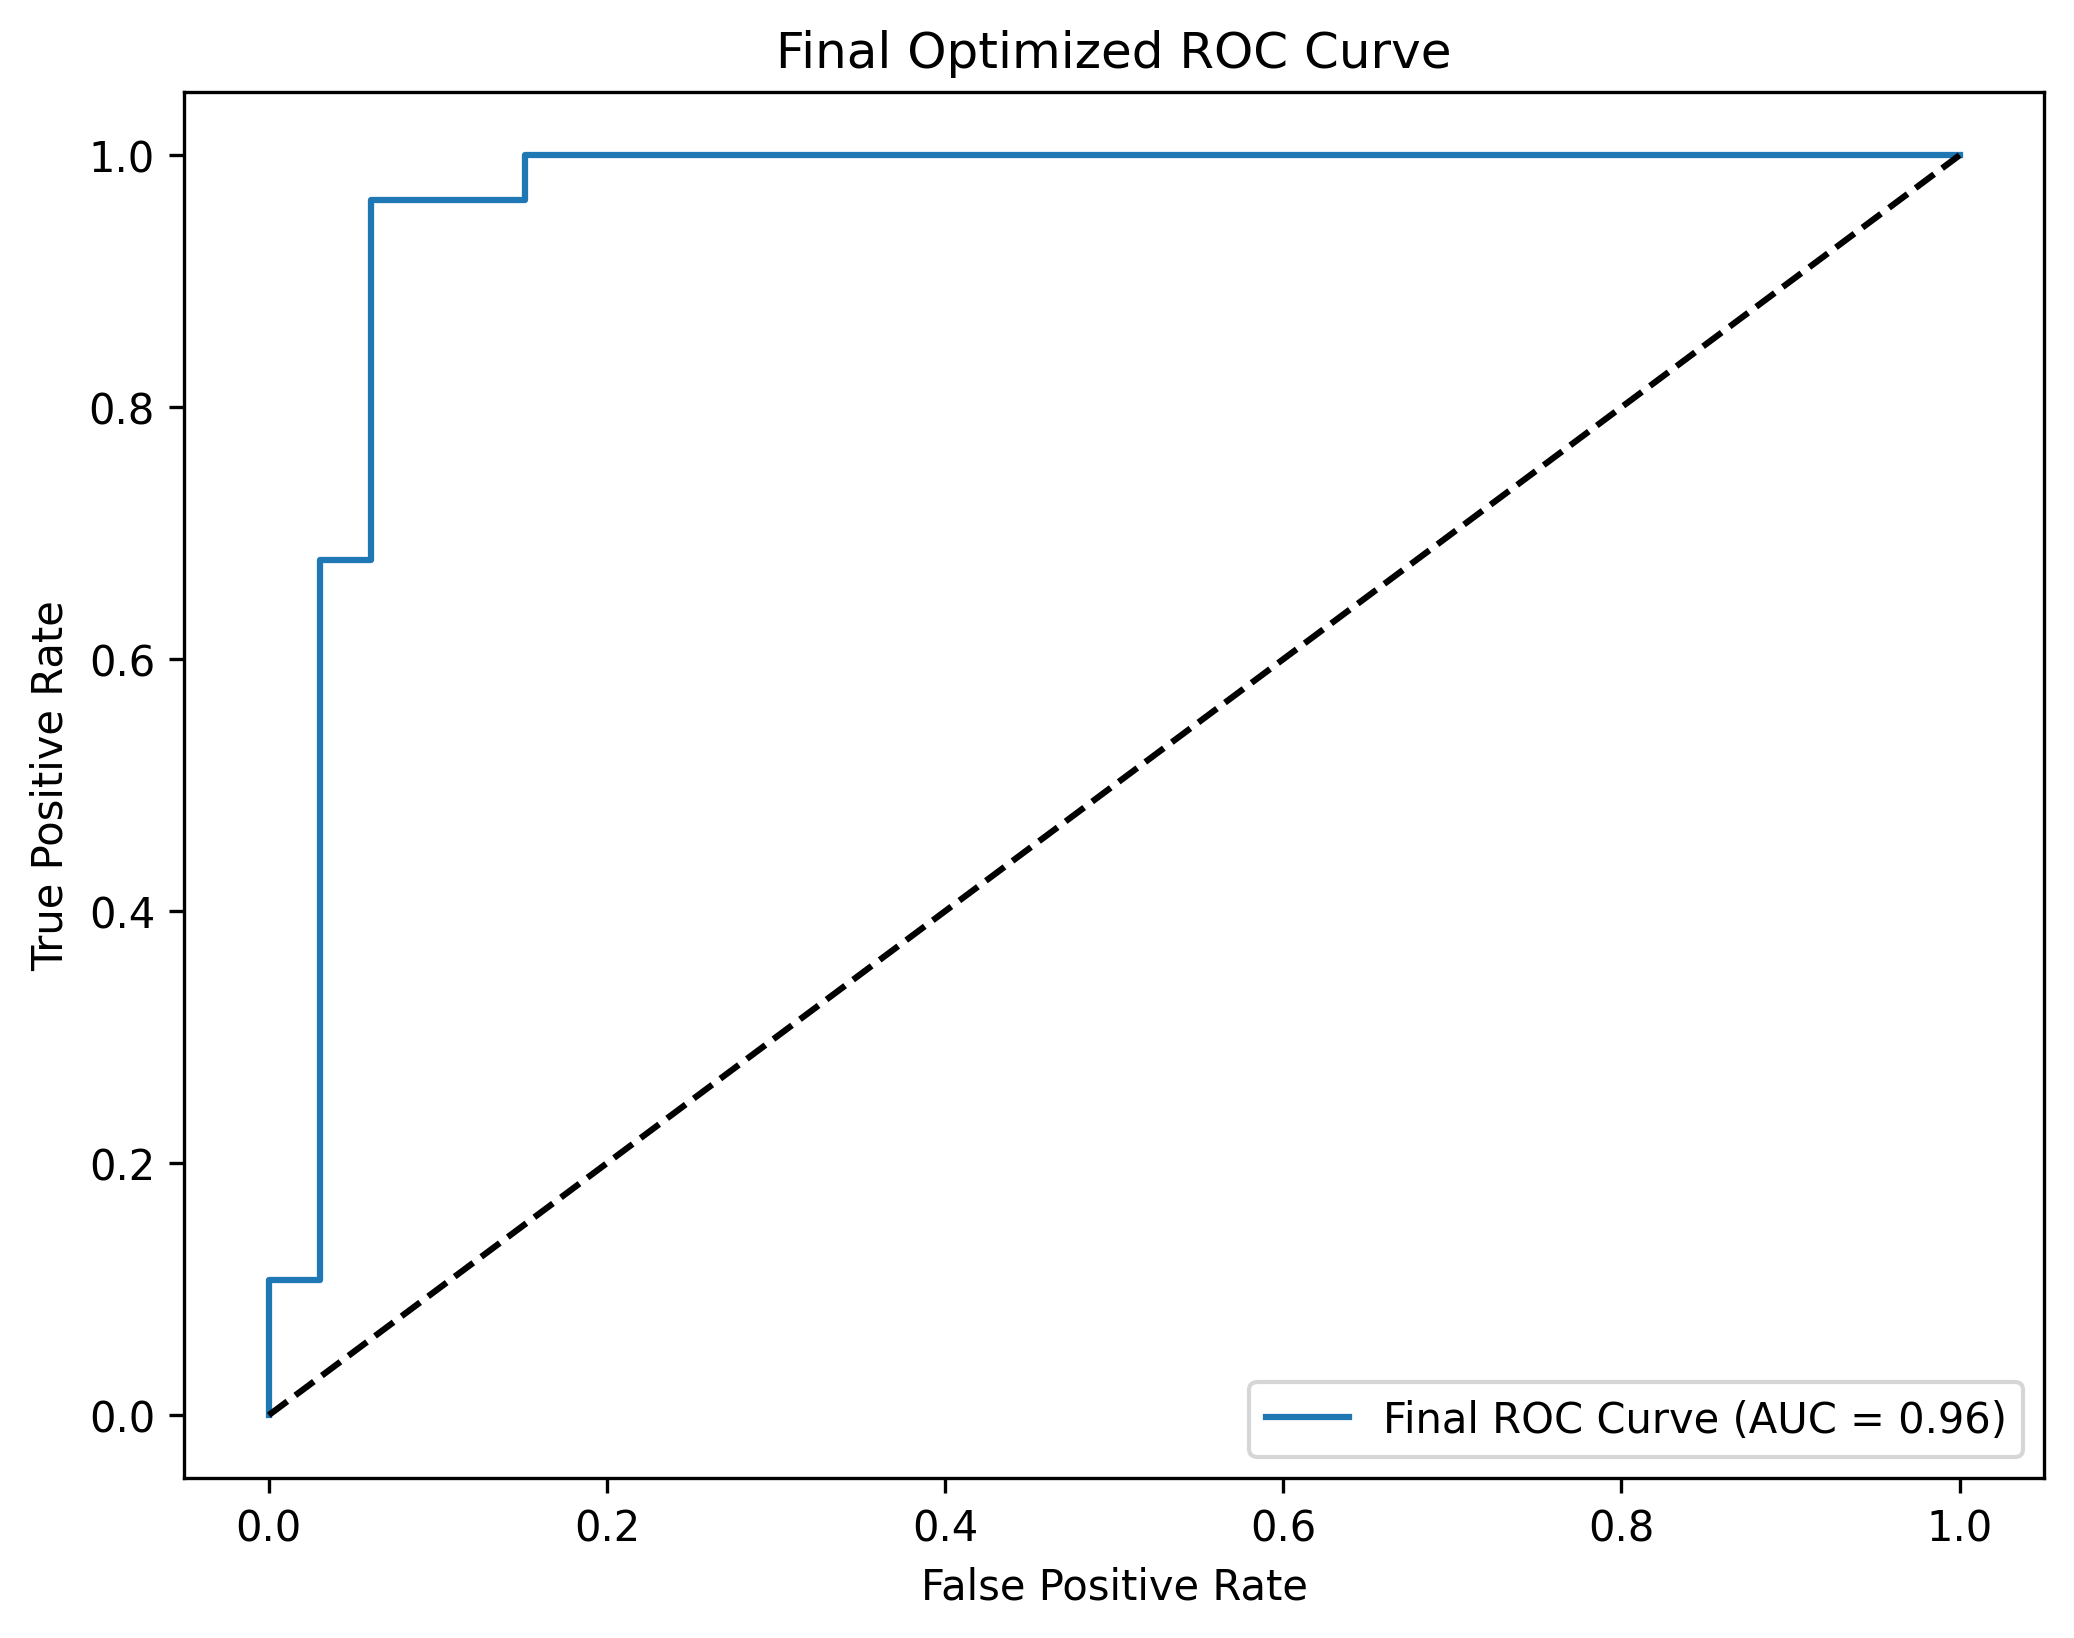 Final Optimized ROC Curve
1.0
0.8
0.6
0.4
0.2
0.0
True Positive Rate
Final ROC Curve (AUC = 0.96)
0.0 0.2 0.4 0.6 0.8 1.0
False Positive Rate